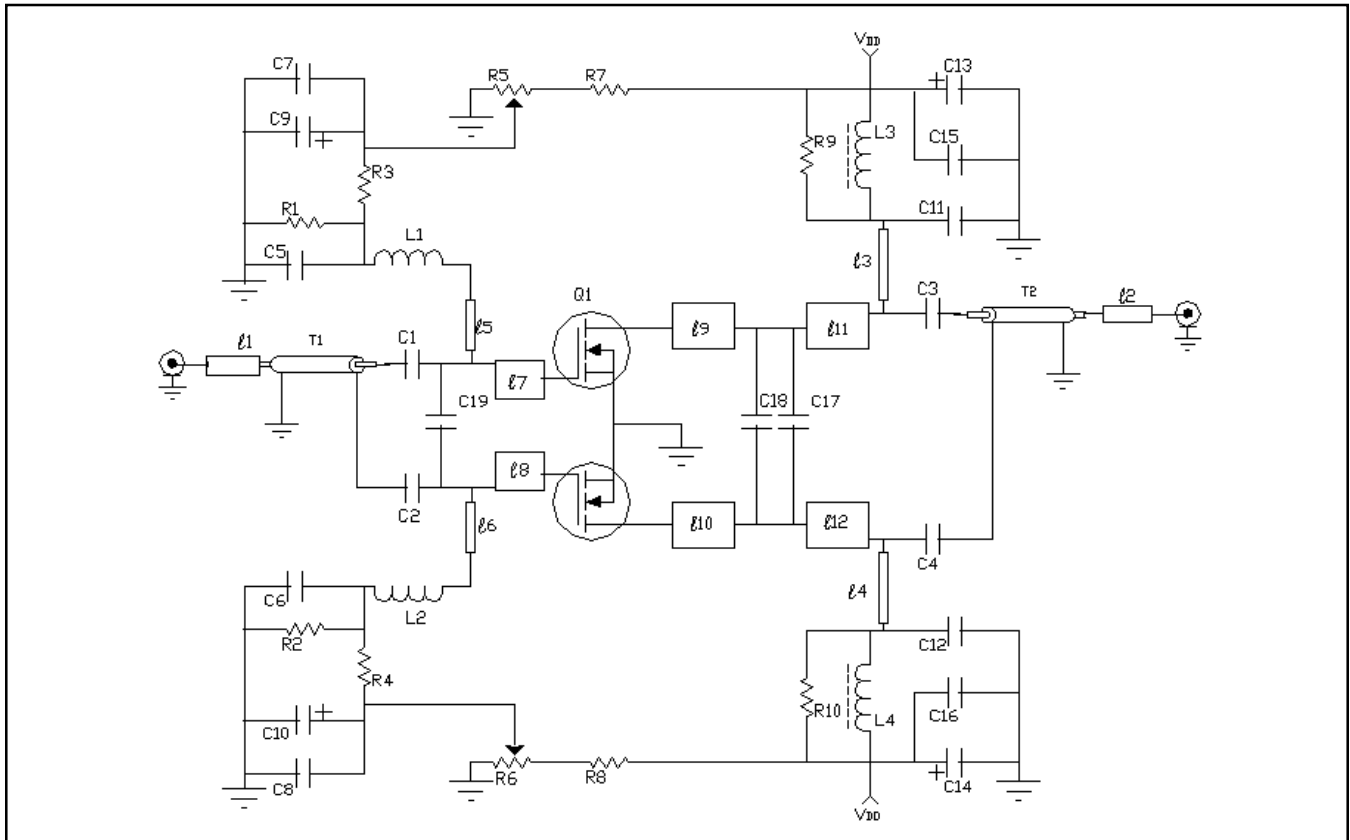 VDD
C7
R5
R7
C13
+
C9
+
R9
L3
C15
R3
R1
C11
L1
C5
ℓ3
Q1
C3
T2
ℓ2
ℓ5
ℓ9
ℓ11
ℓ1
T1
C1
ℓ7
C19
C18
C17
ℓ8
C2
ℓ6
ℓ10
ℓ12
C4
ℓ4
C6
L2
R2
C12
R4
R10
L4
C16
C10
+
R6
R8
+
C8
C14
VDD